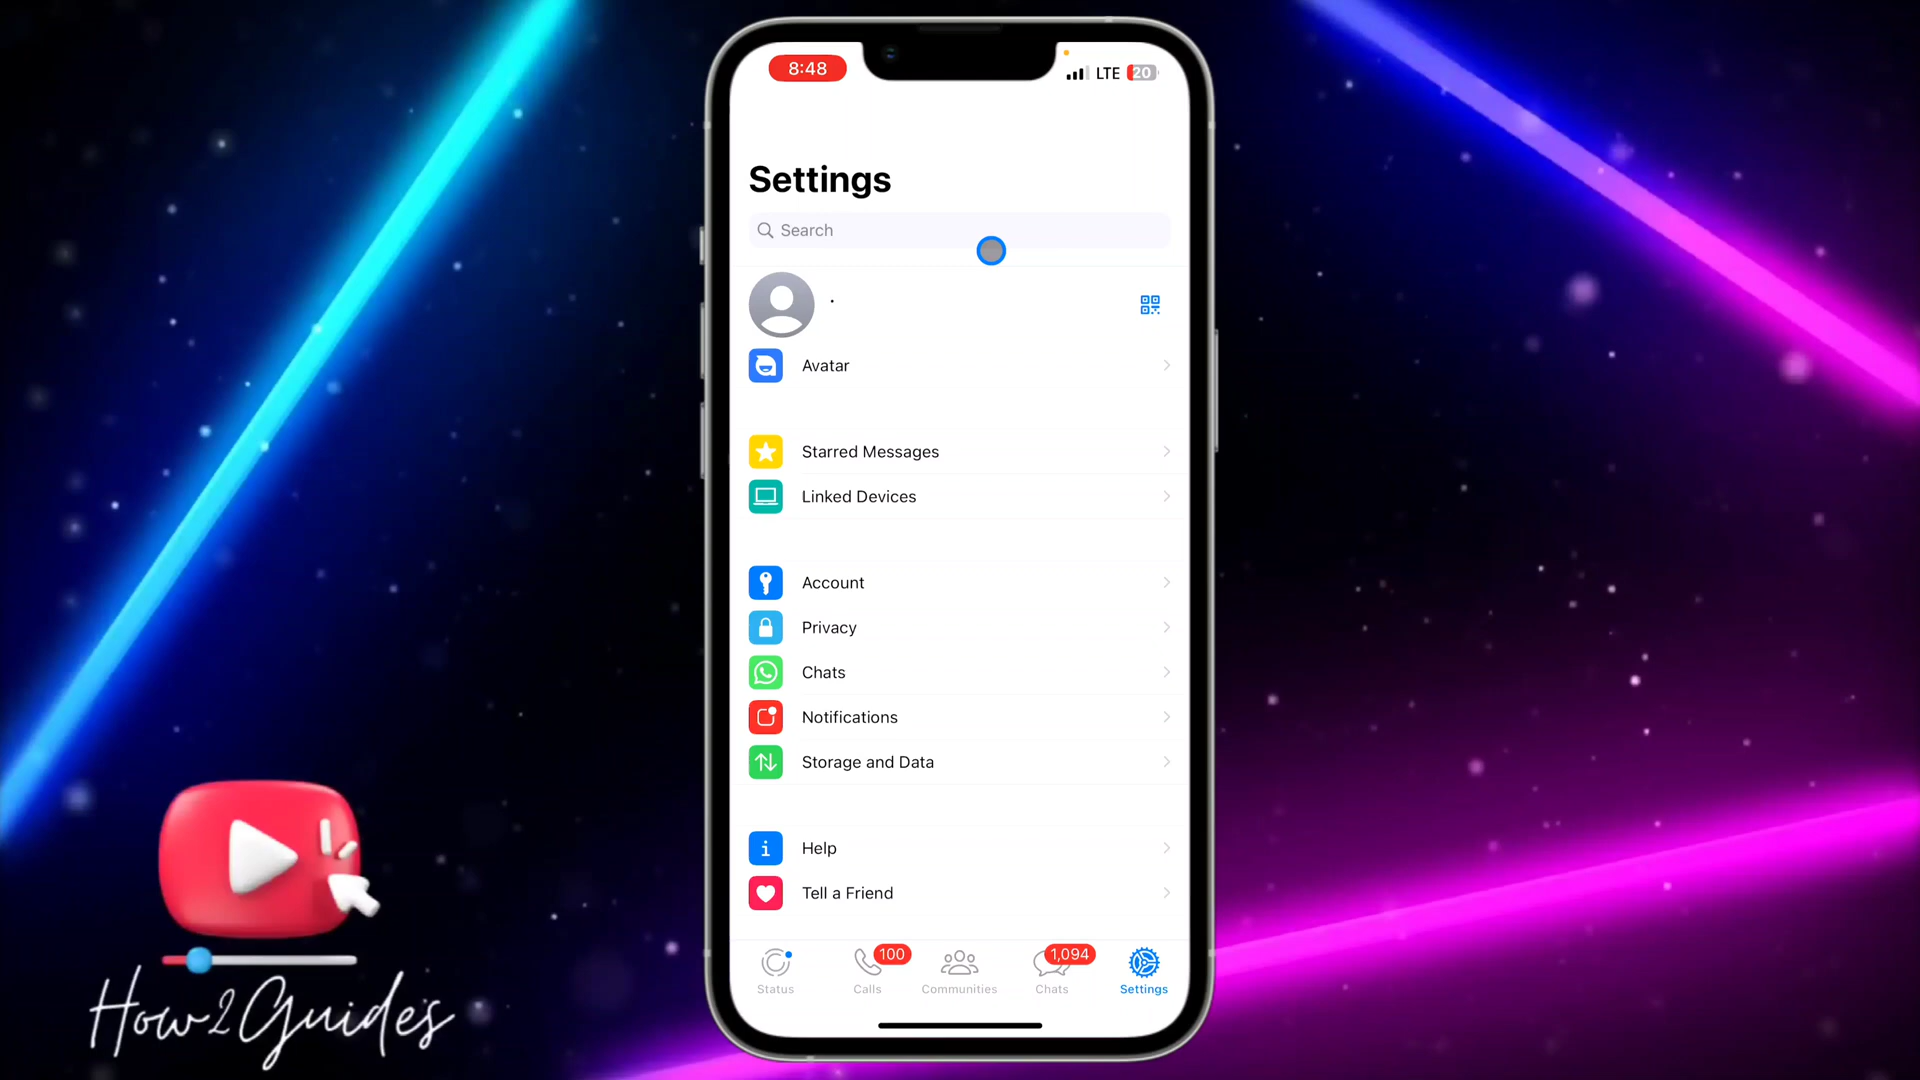 8:48
LTE 20
Settings
Search
.
Avatar
Starred Messages
Linked Devices
Account
Privacy
Chats
Notifications
Storage and Data
Help
Tell a Friend
100
1,094
Status Calls Communities Chats Settings
How2Guides